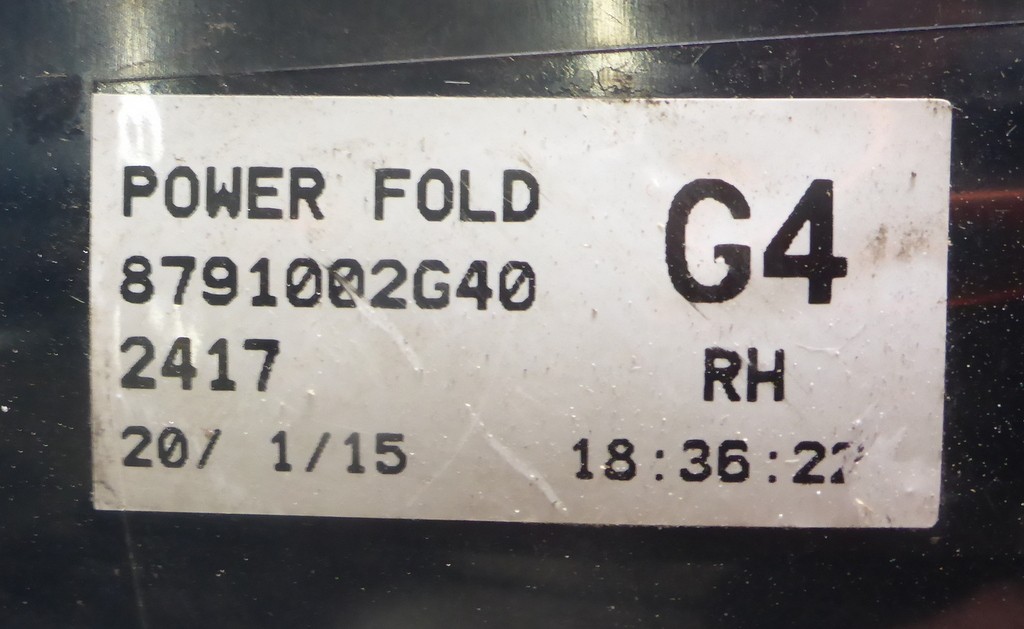 POWER FOLD
8791002G40
G4
2417
RH
20/ 1/15
18:36:22